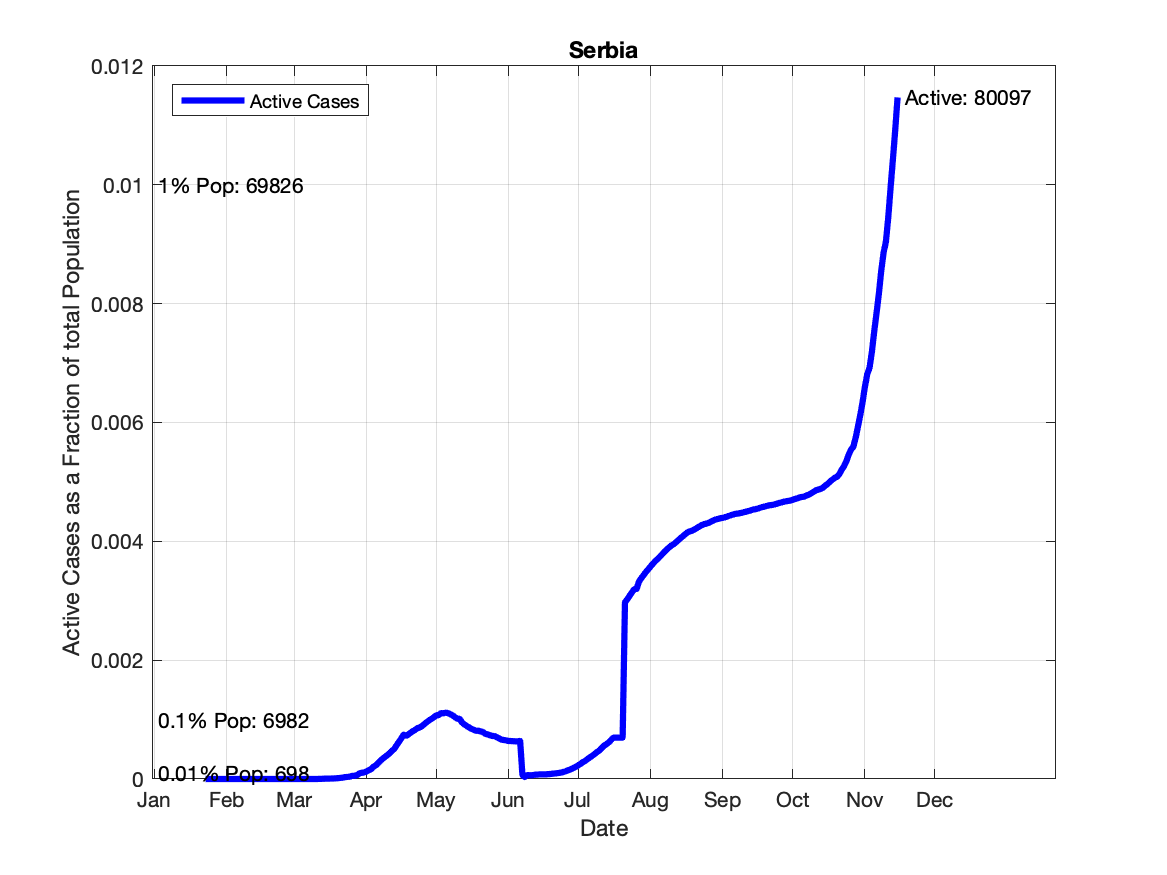 Serbia
0.012
Active Cases
Active: 80097
0.01
1% Pop: 69826
0.008
0.006
0.004
0.002
0.1% Pop: 6982
0
0.01% Pop: 698
Jan Feb Mar Apr May Jun Jul Aug Sep Oct Nov Dec
Date
Active Cases as a Fraction of total Population